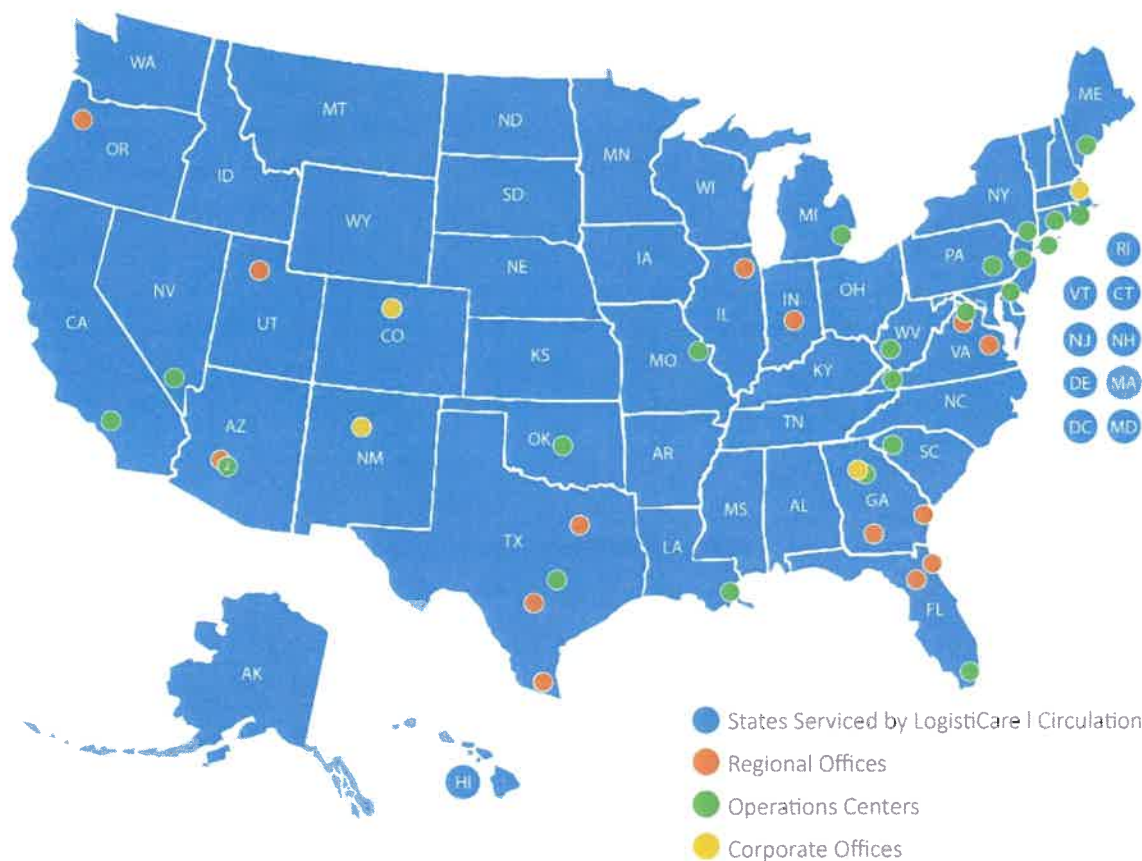 WA
MT
ND
MN
ME
OR
ID
SD
WI
MI
NY
WY
IA
PA
RI
NE
NV
IL
IN
OH
VT
CT
CA
UT
CO
WV
VA
NJ
NH
KS
MO
KY
DE
MA
NC
TN
DC
MD
AZ
NM
OK
AR
SC
MS
AL
GA
TX
LA
FL
AK
HI
States Serviced by LogistiCare | Circulation
Regional Offices
Operations Centers
Corporate Offices